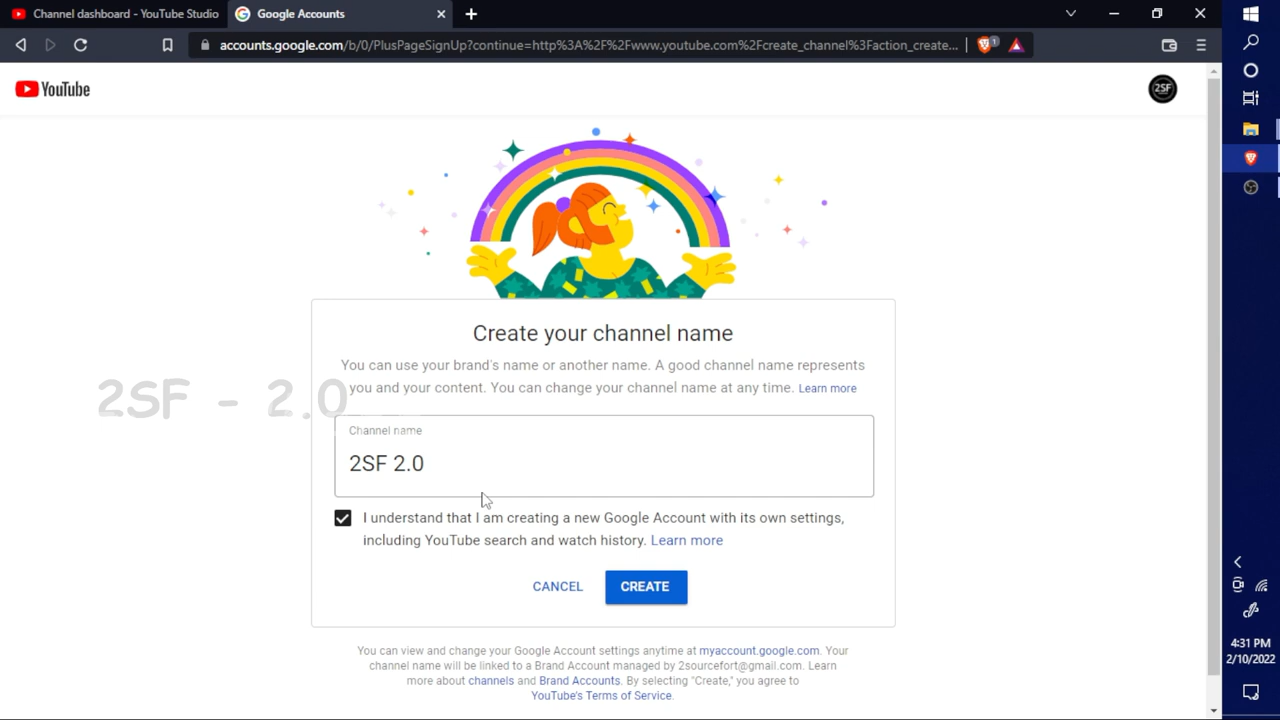 Channel dashboard - YouTube Studio
Google Accounts
accounts.google.com/b/0/PlusPageSignUp?continue=http%3A%2F%2Fwww.youtube.com%2Fcreate_channel%3Faction_create...
1
YouTube
2SF
Create your channel name
You can use your brand's name or another name. A good channel name represents
you and your content. You can change your channel name at any time. Learn more
2SF - 2.0
Channel name
2SF 2.0
I understand that I am creating a new Google Account with its own settings,
including YouTube search and watch history. Learn more
CANCEL
CREATE
You can view and change your Google Account settings anytime at myaccount.google.com. Your
channel name will be linked to a Brand Account managed by 2sourcefort@gmail.com. Learn
more about channels and Brand Accounts. By selecting "Create," you agree to
YouTube's Terms of Service.
4:31 PM
2/10/2022